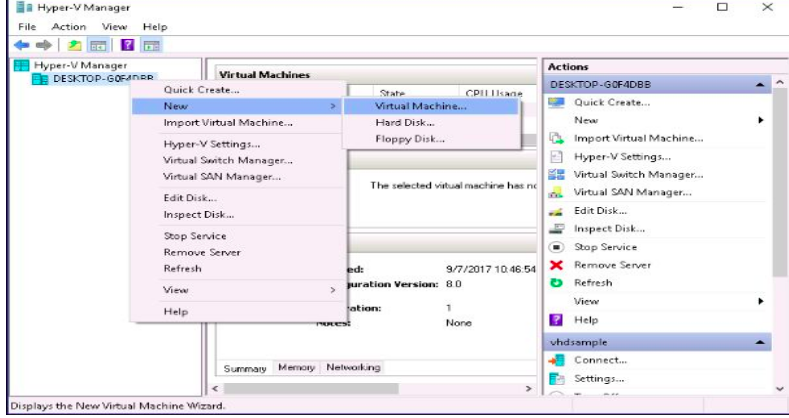 Hyper-V Manager
File Action View Help
Hyper-V Manager
DESKTOP-G0F4DBB
Quick Create...
New
Import Virtual Machine...
Hyper-V Settings...
Virtual Switch Manager...
Virtual SAN Manager...
Edit Disk...
Inspect Disk...
Stop Service
Remove Server
Refresh
View
Help
Virtual Machine...
Hard Disk...
Floppy Disk...
Virtual Machines
State CPU Usage
The selected virtual machine has no
ed: 9/7/2017 10:46:54
uration Version: 8.0
ation: 1
Notes: None
Summary Memory Networking
Actions
DESKTOP-G0F4DBB
Quick Create...
New
Import Virtual Machine...
Hyper-V Settings...
Virtual Switch Manager...
Virtual SAN Manager...
Edit Disk...
Inspect Disk...
Stop Service
Remove Server
Refresh
View
Help
vhdsample
Connect...
Settings...
Displays the New Virtual Machine Wizard.